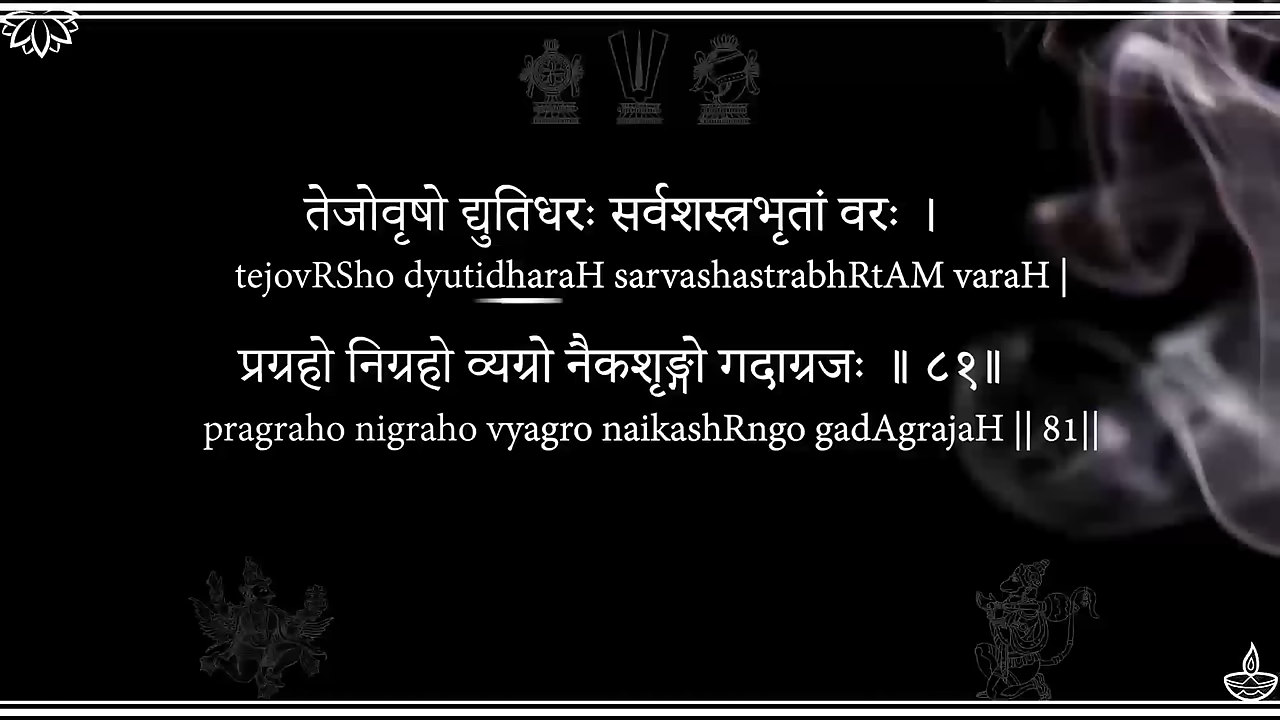 तेजोवृषो द्युतिधरः सर्वशस्त्रभृतां वरः ।
tejovRSho dyutidharaH sarvashastrabhRtAM varaH |
प्रग्रहो निग्रहो व्यग्रो नैकशृङ्गो गदाग्रजः ॥ ८१॥
pragraho nigraho vyagro naikashRngo gadAgrajaH || 81||